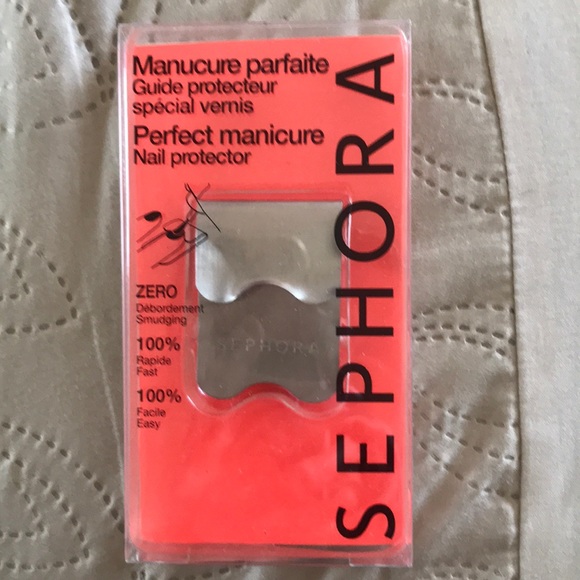 Manucure parfaite
Guide protecteur
spécial vernis
Perfect manicure
Nail protector
ZERO
Débordement
Smudging
100%
Rapide
Fast
100%
Facile
Easy
SEPHORA
SEPHORA